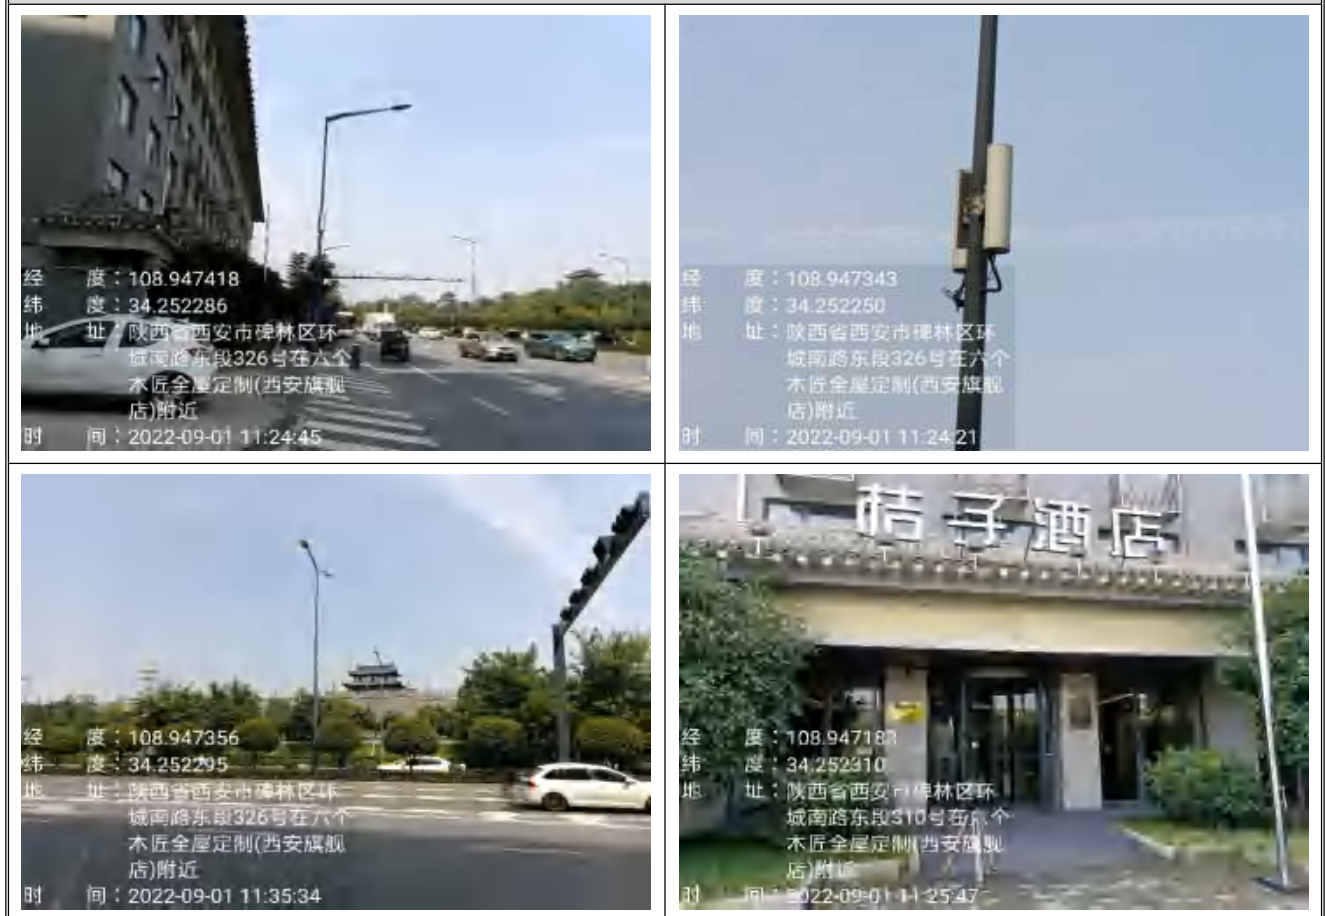 经 度：108.947418
纬 度：34.252286
地 址：陕西省西安市碑林区环
城南路东段326号在六个
木匠全屋定制(西安旗舰
店)附近
时 间：2022-09-01 11:24:45
经 度：108.947343
纬 度：34.252250
地 址：陕西省西安市碑林区环
城南路东段326号在六个
木匠全屋定制(西安旗舰
店)附近
时 间：2022-09-01 11:24:21
经 度：108.947356
纬 度：34.252295
地 址：陕西省西安市碑林区环
城南路东段326号在六个
木匠全屋定制(西安旗舰
店)附近
时 间：2022-09-01 11:35:34
桔子酒店
经 度：108.947183
纬 度：34.252310
地 址：陕西省西安市碑林区环
城南路东段310号在六个
木匠全屋定制(西安旗舰
店)附近
时 间：2022-09-01 11:25:47